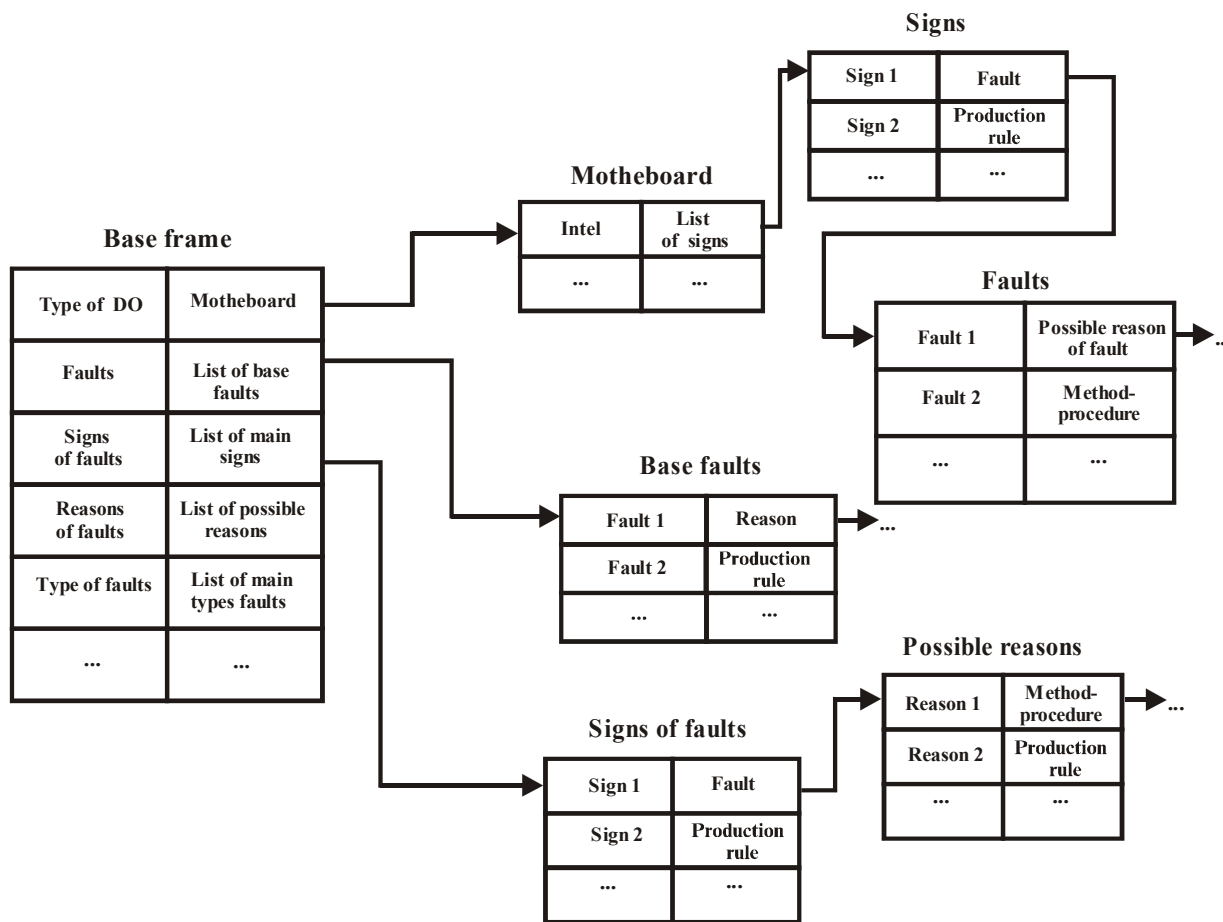 Signs
Sign 1
Fault
Sign 2
Production
rule
...
...
Motheboard
Intel
List
of signs
...
...
Base frame
Type of DO
Motheboard
Faults
List of base
faults
Signs
of faults
List of main
signs
Reasons
of faults
List of possible
reasons
Type of faults
List of main
types faults
...
...
Faults
Fault 1
Possible reason
of fault
...
Fault 2
Method-
procedure
...
...
Base faults
Fault 1
Reason
...
Fault 2
Production
rule
...
...
Possible reasons
Reason 1
Method-
procedure
...
Reason 2
Production
rule
...
...
Signs of faults
Sign 1
Fault
Sign 2
Production
rule
...
...